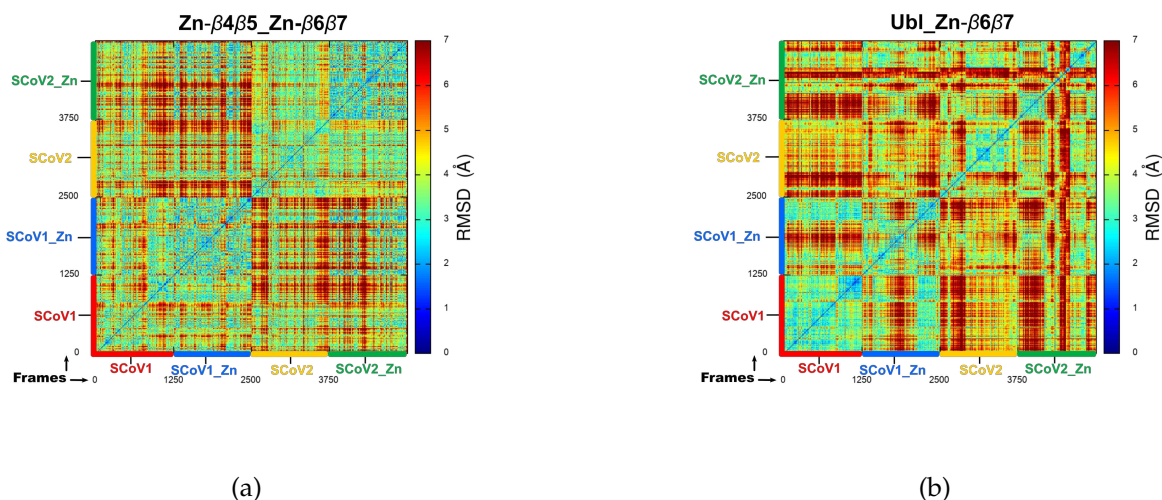 Zn-β4β5_Zn-β6β7
SCoV2_Zn
3750
SCoV2
2500
SCoV1_Zn
1250
SCoV1
0
Frames
SCoV1
SCoV1_Zn
SCoV2
SCoV2_Zn
0
1250
2500
3750
7
6
5
4
3
2
1
0
RMSD (Å)
(a)
Ubl_Zn-β6β7
SCoV2_Zn
3750
SCoV2
2500
SCoV1_Zn
1250
SCoV1
0
Frames
SCoV1
SCoV1_Zn
SCoV2
SCoV2_Zn
0
1250
2500
3750
7
6
5
4
3
2
1
0
RMSD (Å)
(b)